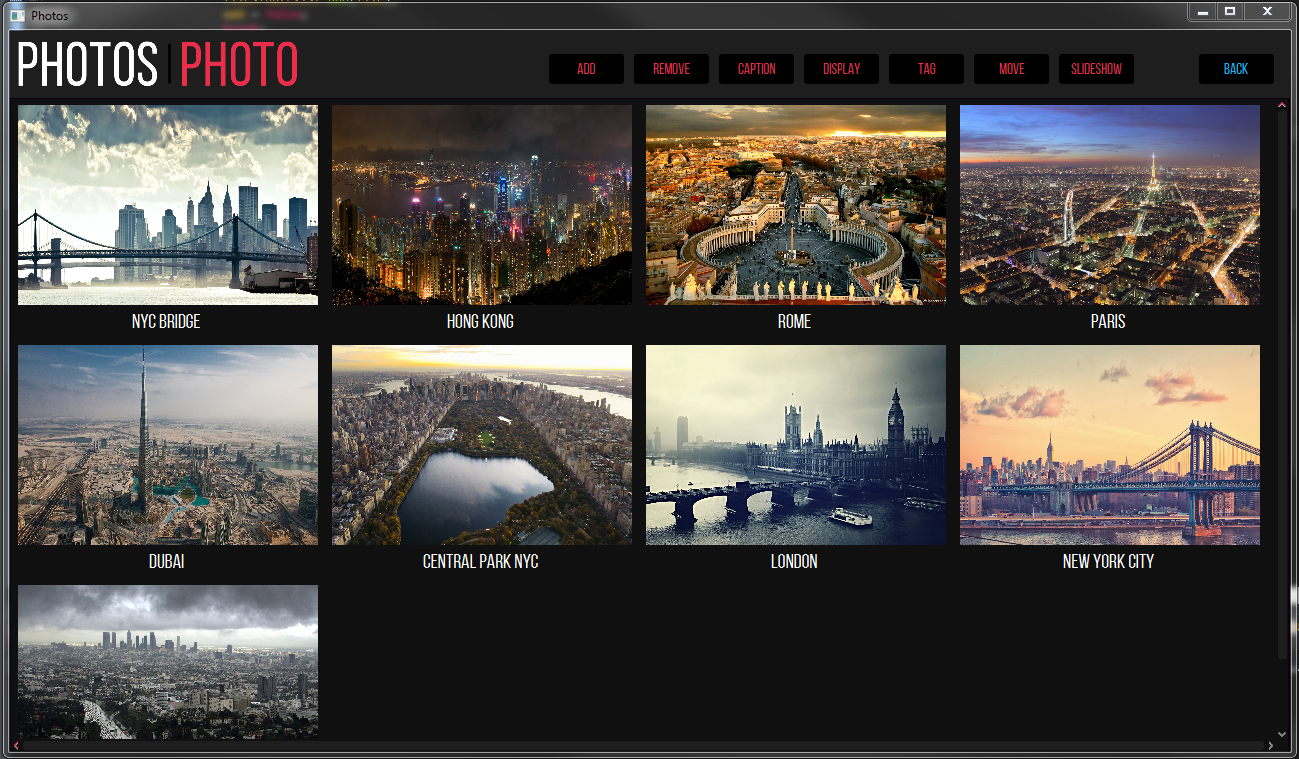 Photos
PHOTOS | PHOTO
ADD REMOVE CAPTION DISPLAY TAG MOVE SLIDESHOW BACK
NYC BRIDGE HONG KONG ROME PARIS
DUBAI CENTRAL PARK NYC LONDON NEW YORK CITY